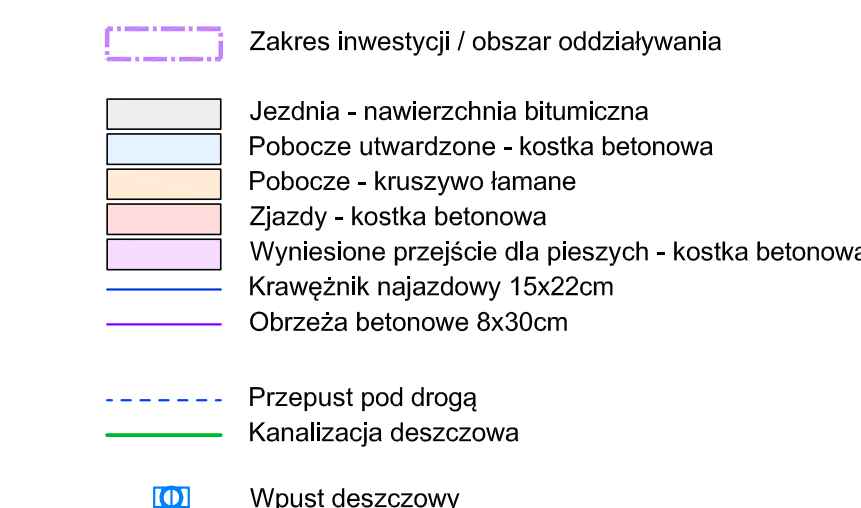 Zakres inwestycji / obszar oddziaływania
Jezdnia - nawierzchnia bitumiczna
Pobocze utwardzone - kostka betonowa
Pobocze - kruszywo łamane
Zjazdy - kostka betonowa
Wyniesione przejście dla pieszych - kostka betonowa
Krawężnik najazdowy 15x22cm
Obrzeża betonowe 8x30cm
Przepust pod drogą
Kanalizacja deszczowa
Wpust deszczowy